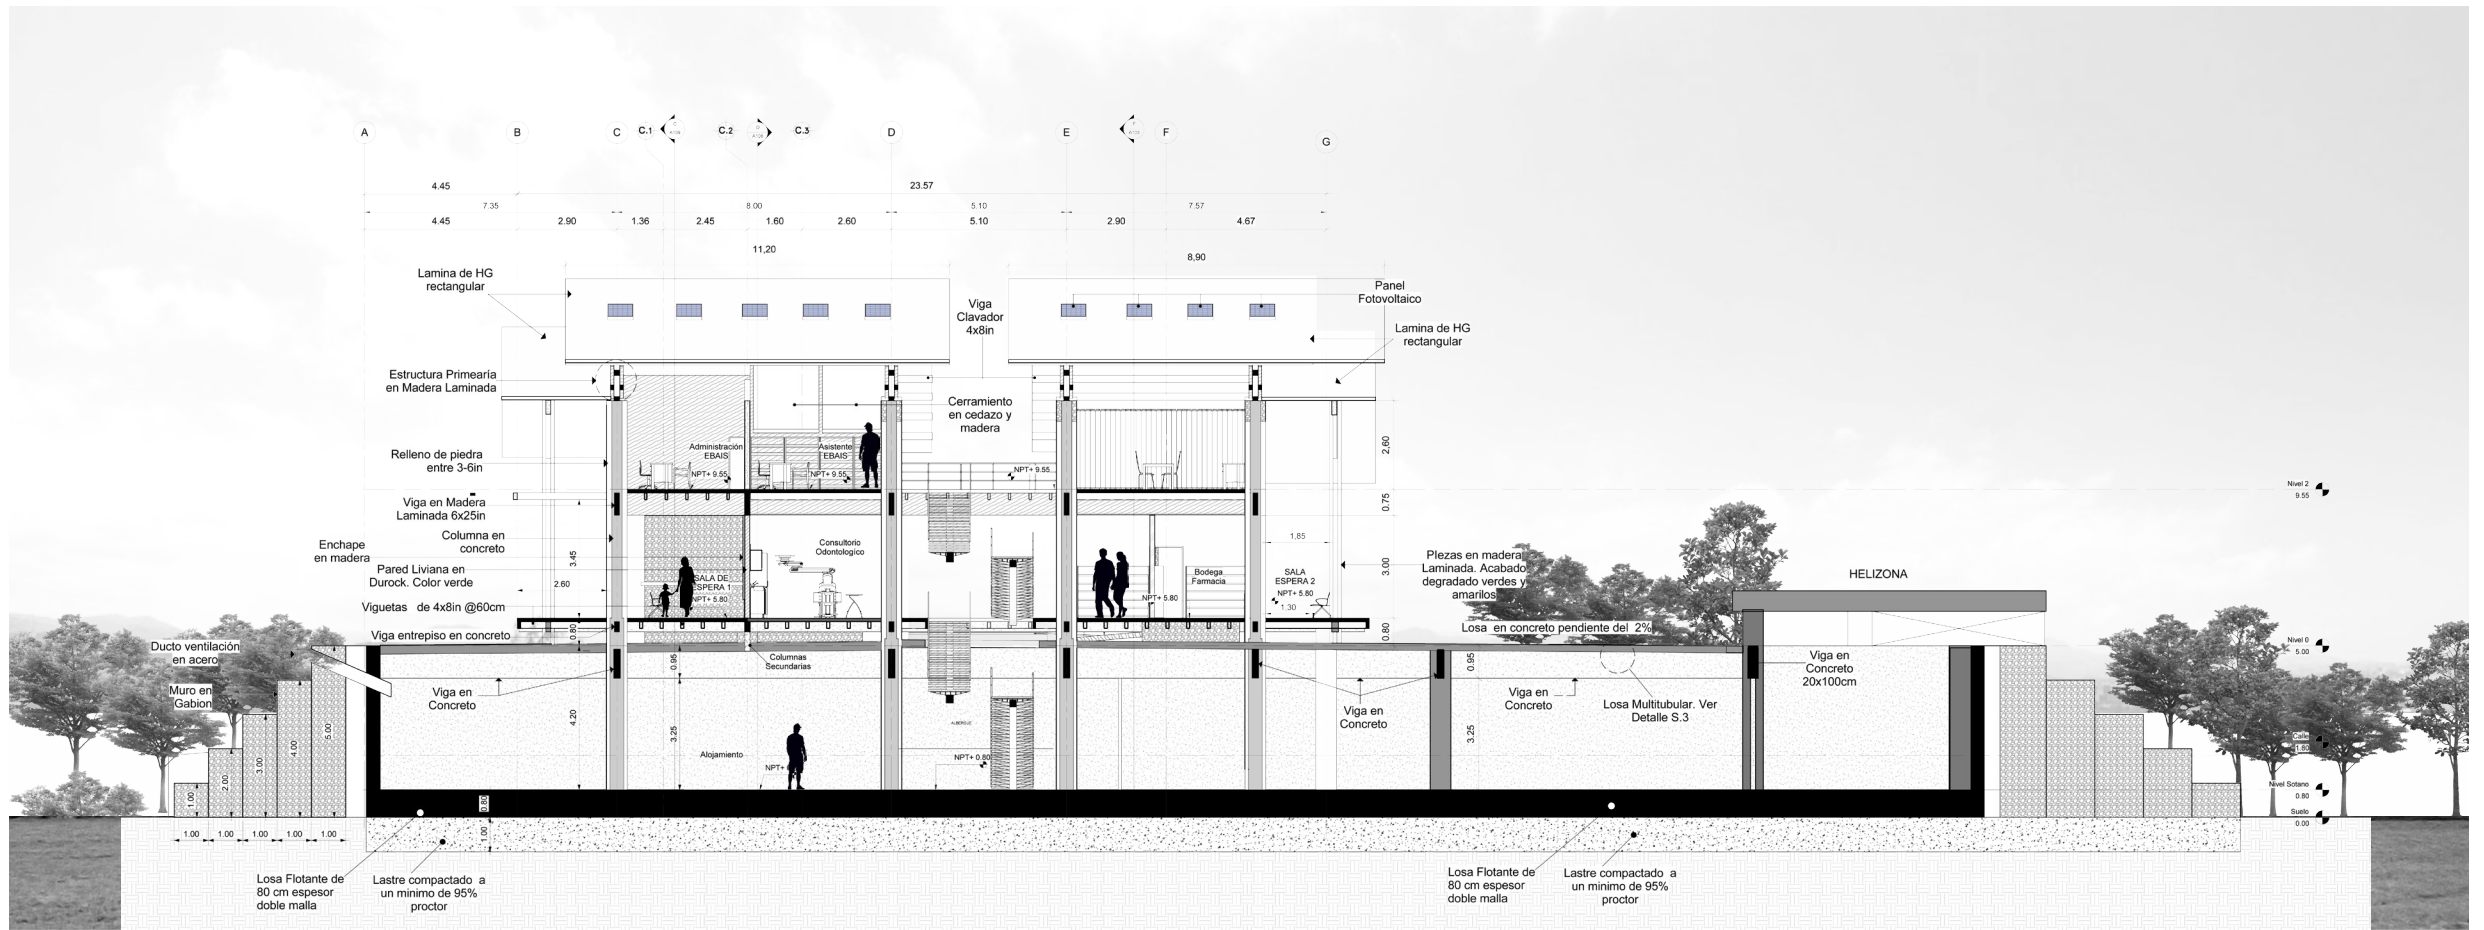 A
B
C
C.1
C.2
C.3
D
E
F
G
4.45
23.57
7.35
8.00
5.10
7.57
4.45
2.90
1.36
2.45
1.60
2.60
5.10
2.90
4.67
11,20
8,90
Lamina de HG
rectangular
Viga
Clavador
4x8in
Panel
Fotovoltaico
Lamina de HG
rectangular
Estructura Primearia
en Madera Laminada
Cerramiento
en cedazo y
madera
Relleno de piedra
entre 3-6in
Administración
EBAIS
NPT+ 9.55
Asistente
EBAIS
NPT+ 9.55
NPT+ 9.55
2,60
Nivel 2
9.55
Viga en Madera
Laminada 6x25in
0.75
Columna en
concreto
Enchape
en madera
Pared Liviana en
Durock. Color verde
Viguetas de 4x8in @60cm
Viga entrepiso en concreto
3.45
2.60
0.80
SALA DE
ESPERA 1
NPT+ 5.80
Consultorio
Odontologico
Bodega
Farmacia
NPT+ 5.80
1,85
SALA
ESPERA 2
NPT+ 5.80
1.30
3.00
0.80
PIezas en madera
Laminada. Acabado
degradado verdes y
amarilos
HELIZONA
Losa en concreto pendiente del 2%
Nivel 0
5.00
Ducto ventilación
en acero
Muro en
Gabion
Columnas
Secundarias
0.95
Viga en
Concreto
4.20
3.25
Alojamiento
NPT+
ALBERGUE
NPT+ 0.80
Viga en
Concreto
0.95
3.25
Viga en
Concreto
Losa Multitubular. Ver
Detalle S.3
Viga en
Concreto
20x100cm
Calle
1.80
Nivel Sotano
0.80
Suelo
0.00
1.00
2.00
3.00
4.00
5.00
0.80
1.00
1.00
1.00
1.00
1.00
1.00
Losa Flotante de
80 cm espesor
doble malla
Lastre compactado a
un minimo de 95%
proctor
Losa Flotante de
80 cm espesor
doble malla
Lastre compactado a
un minimo de 95%
proctor